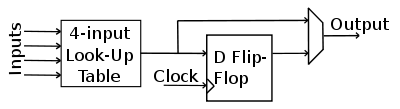 Inputs
4-input
Look-Up
Table
Clock
D Flip-
Flop
Output